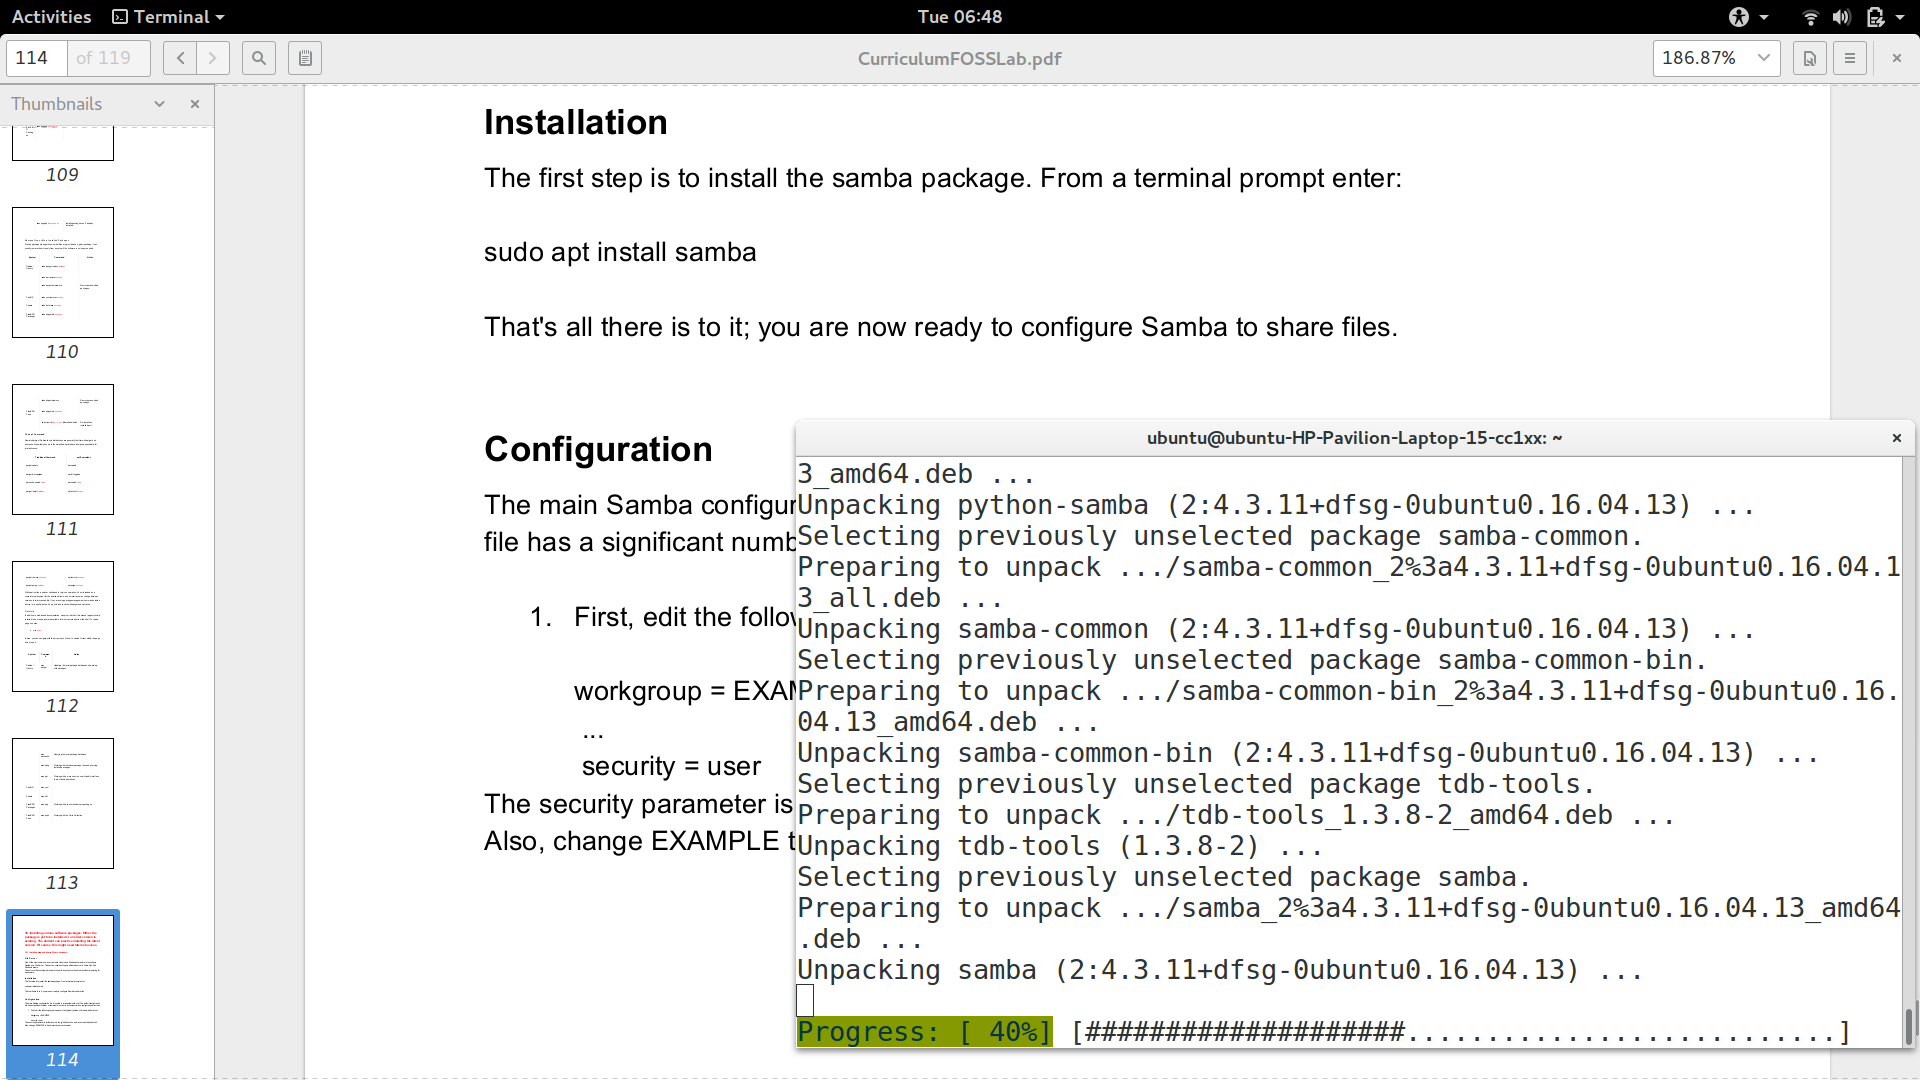 Activities Terminal Tue 06:48
114 of 119 CurriculumFOSSLab.pdf 186.87%
Thumbnails
109
110
111
112
113
114
Installation
The first step is to install the samba package. From a terminal prompt enter:
sudo apt install samba
That's all there is to it; you are now ready to configure Samba to share files.
Configuration
The main Samba configur
file has a significant numb
1. First, edit the follow
workgroup = EXAM
...
security = user
The security parameter is
Also, change EXAMPLE t
ubuntu@ubuntu-HP-Pavilion-Laptop-15-cc1xx: ~
3_amd64.deb ...
Unpacking python-samba (2:4.3.11+dfsg-0ubuntu0.16.04.13) ...
Selecting previously unselected package samba-common.
Preparing to unpack .../samba-common_2%3a4.3.11+dfsg-0ubuntu0.16.04.1
3_all.deb ...
Unpacking samba-common (2:4.3.11+dfsg-0ubuntu0.16.04.13) ...
Selecting previously unselected package samba-common-bin.
Preparing to unpack .../samba-common-bin_2%3a4.3.11+dfsg-0ubuntu0.16.
04.13_amd64.deb ...
Unpacking samba-common-bin (2:4.3.11+dfsg-0ubuntu0.16.04.13) ...
Selecting previously unselected package tdb-tools.
Preparing to unpack .../tdb-tools_1.3.8-2_amd64.deb ...
Unpacking tdb-tools (1.3.8-2) ...
Selecting previously unselected package samba.
Preparing to unpack .../samba_2%3a4.3.11+dfsg-0ubuntu0.16.04.13_amd64
.deb ...
Unpacking samba (2:4.3.11+dfsg-0ubuntu0.16.04.13) ...
Progress: [ 40%] [####################...........................]